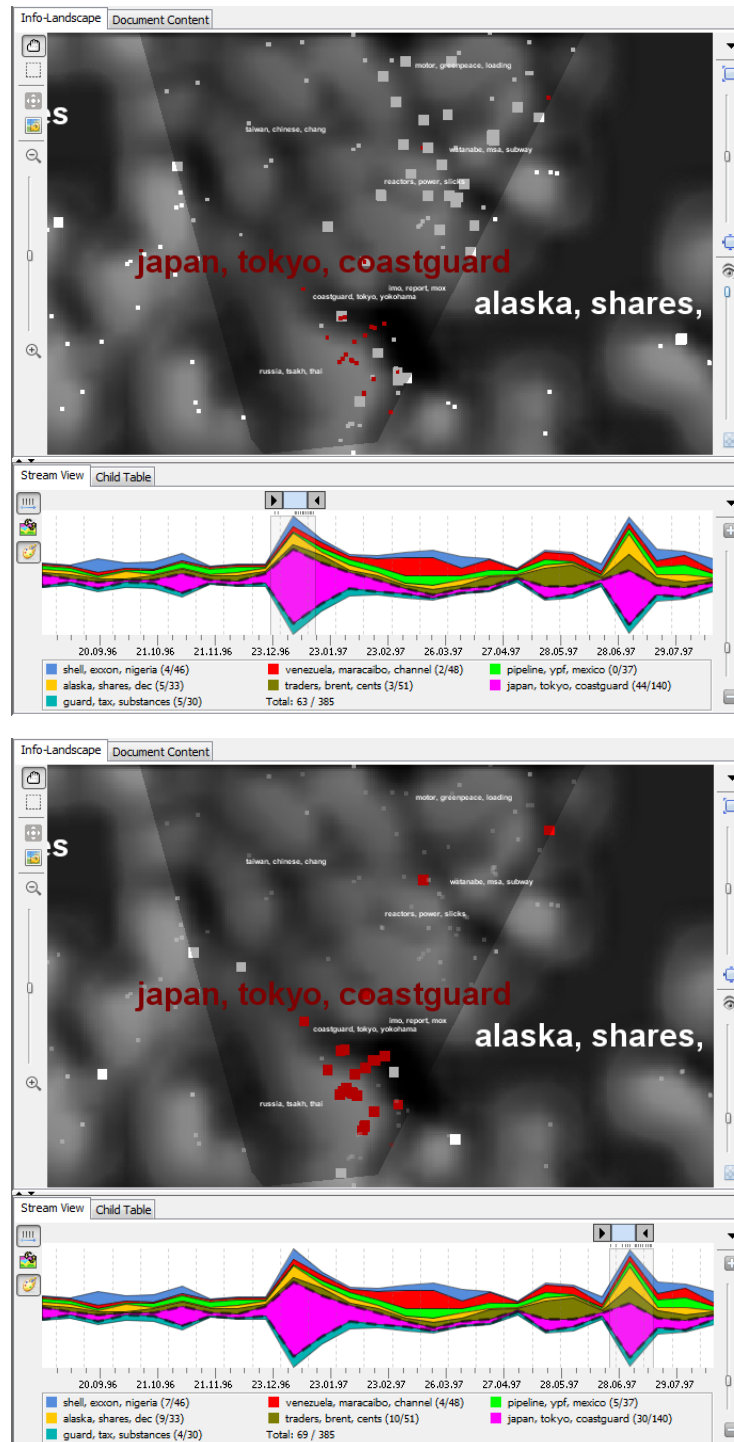 Info-Landscape Document Content
motor, greenpeace, loading
es
taiwan, chinese, chang
watanabe, msa, subway
reactors, power, slicks
japan, tokyo, coastguard
imo, report, mox
coastguard, tokyo, yokohama
alaska, shares,
russia, tsakh, thai
Stream View Child Table
20.09.96 21.10.96 21.11.96 23.12.96 23.01.97 23.02.97 26.03.97 27.04.97 28.05.97 28.06.97 29.07.97
shell, exxon, nigeria (4/46) venezuela, maracaibo, channel (2/48) pipeline, ypf, mexico (0/37)
alaska, shares, dec (5/33) traders, brent, cents (3/51) japan, tokyo, coastguard (44/140)
guard, tax, substances (5/30) Total: 63 / 385
Info-Landscape Document Content
motor, greenpeace, loading
es
taiwan, chinese, chang
watanabe, msa, subway
reactors, power, slicks
japan, tokyo, coastguard
imo, report, mox
coastguard, tokyo, yokohama
alaska, shares,
russia, tsakh, thai
Stream View Child Table
20.09.96 21.10.96 21.11.96 23.12.96 23.01.97 23.02.97 26.03.97 27.04.97 28.05.97 28.06.97 29.07.97
shell, exxon, nigeria (7/46) venezuela, maracaibo, channel (4/48) pipeline, ypf, mexico (5/37)
alaska, shares, dec (9/33) traders, brent, cents (10/51) japan, tokyo, coastguard (30/140)
guard, tax, substances (4/30) Total: 69 / 385